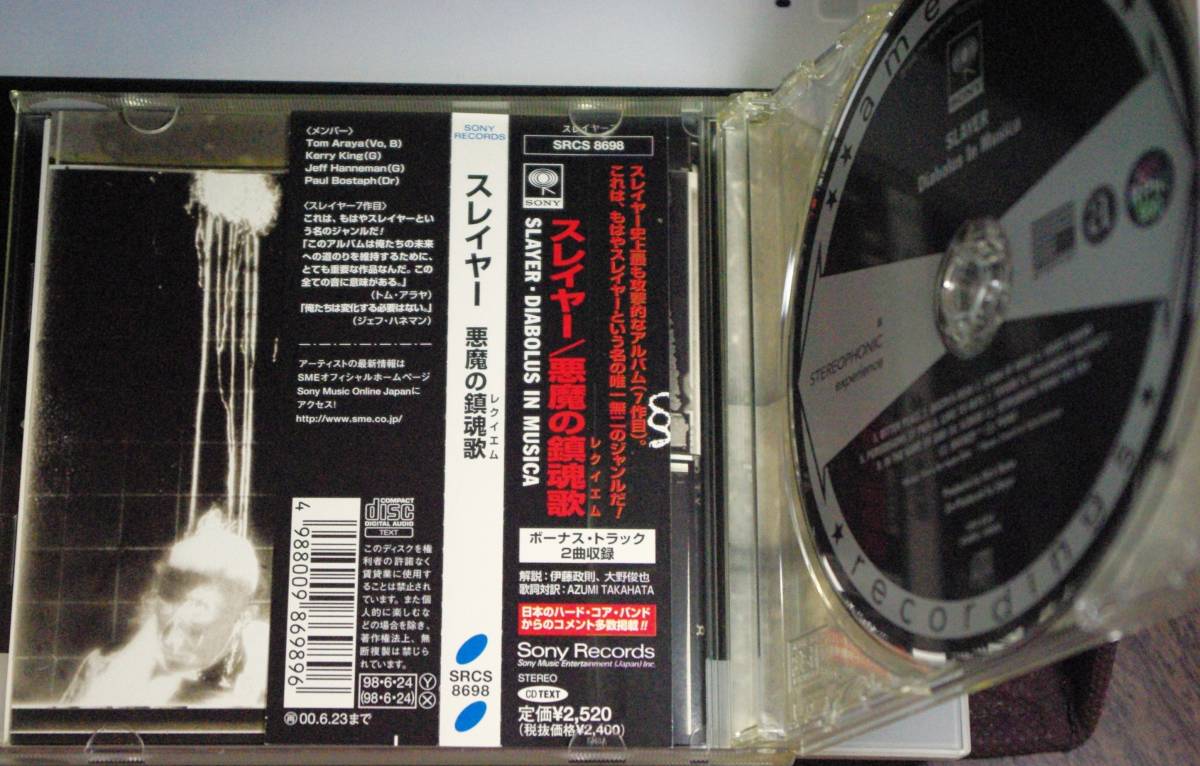 〈メンバー〉
Tom Araya(Vo, B)
Kerry King(G)
Jeff Hanneman(G)
Paul Bostaph(Dr)
〈スレイヤー7作目〉
これは、もはやスレイヤーとい
う名のジャンルだ!
「このアルバムは俺たちの未来
への道のりを維持するために、
とても重要な作品なんだ。この
全ての音に意味がある。」
(トム・アラヤ)
「俺たちは変化する必要はない。」
(ジェフ・ハネマン)
アーティストの最新情報は
SMEオフィシャルホームページ
Sony Music Online Japanに
アクセス!
http://www.sme.co.jp/
4 988009 869896
COMPACT
disc
DIGITAL AUDIO
TEXT
このディスクを権
利者の許諾なく
賃貸業に使用す
ることは禁止され
ています。また個
人的に楽しむな
どの場合を除き、
著作権法上、無
断複製は禁じら
れています。
98・6・24 Y
(98・6・24) X
再 00.6.23まで
SONY
RECORDS
スレイヤー 悪魔の鎮魂歌
レクイエム
SRCS
8698
スレイヤー
SRCS 8698
SONY
スレイヤー史上最も攻撃的なアルバム(7作目)。
これは、もはやスレイヤーという名の唯一無二のジャンルだ!
スレイヤー/悪魔の鎮魂歌
レクイエム
SLAYER・DIABOLUS IN MUSICA
ボーナス・トラック
2曲収録
解説:伊藤政則、大野俊也
歌詞対訳:AZUMI TAKAHATA
日本のハード・コア・バンド
からのコメント多数掲載!!
Sony Records
Sony Music Entertainment (Japan) Inc.
STEREO
CD TEXT
定価¥2,520
(税抜価格¥2,400)
SONY
SLAYER
Diabolus In Musica
STEREOPHONIC
experience